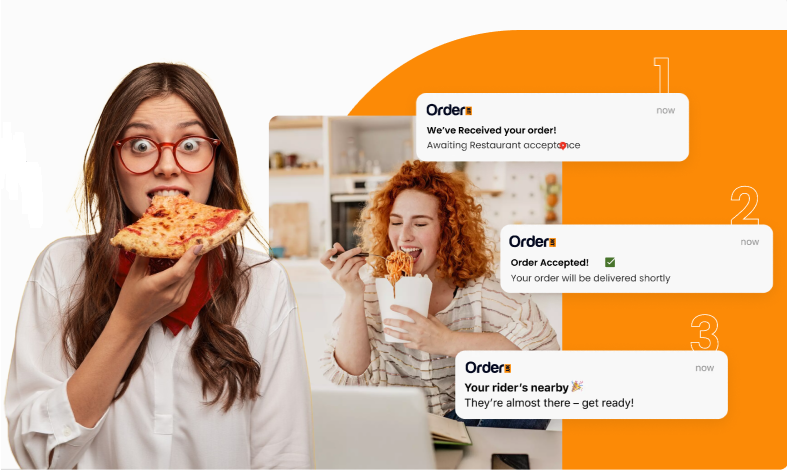 1
Order
now
We've Received your order!
Awaiting Restaurant acceptance
2
Order
now
Order Accepted! ✅
Your order will be delivered shortly
3
Order
now
Your rider's nearby 🎉
They're almost there – get ready!